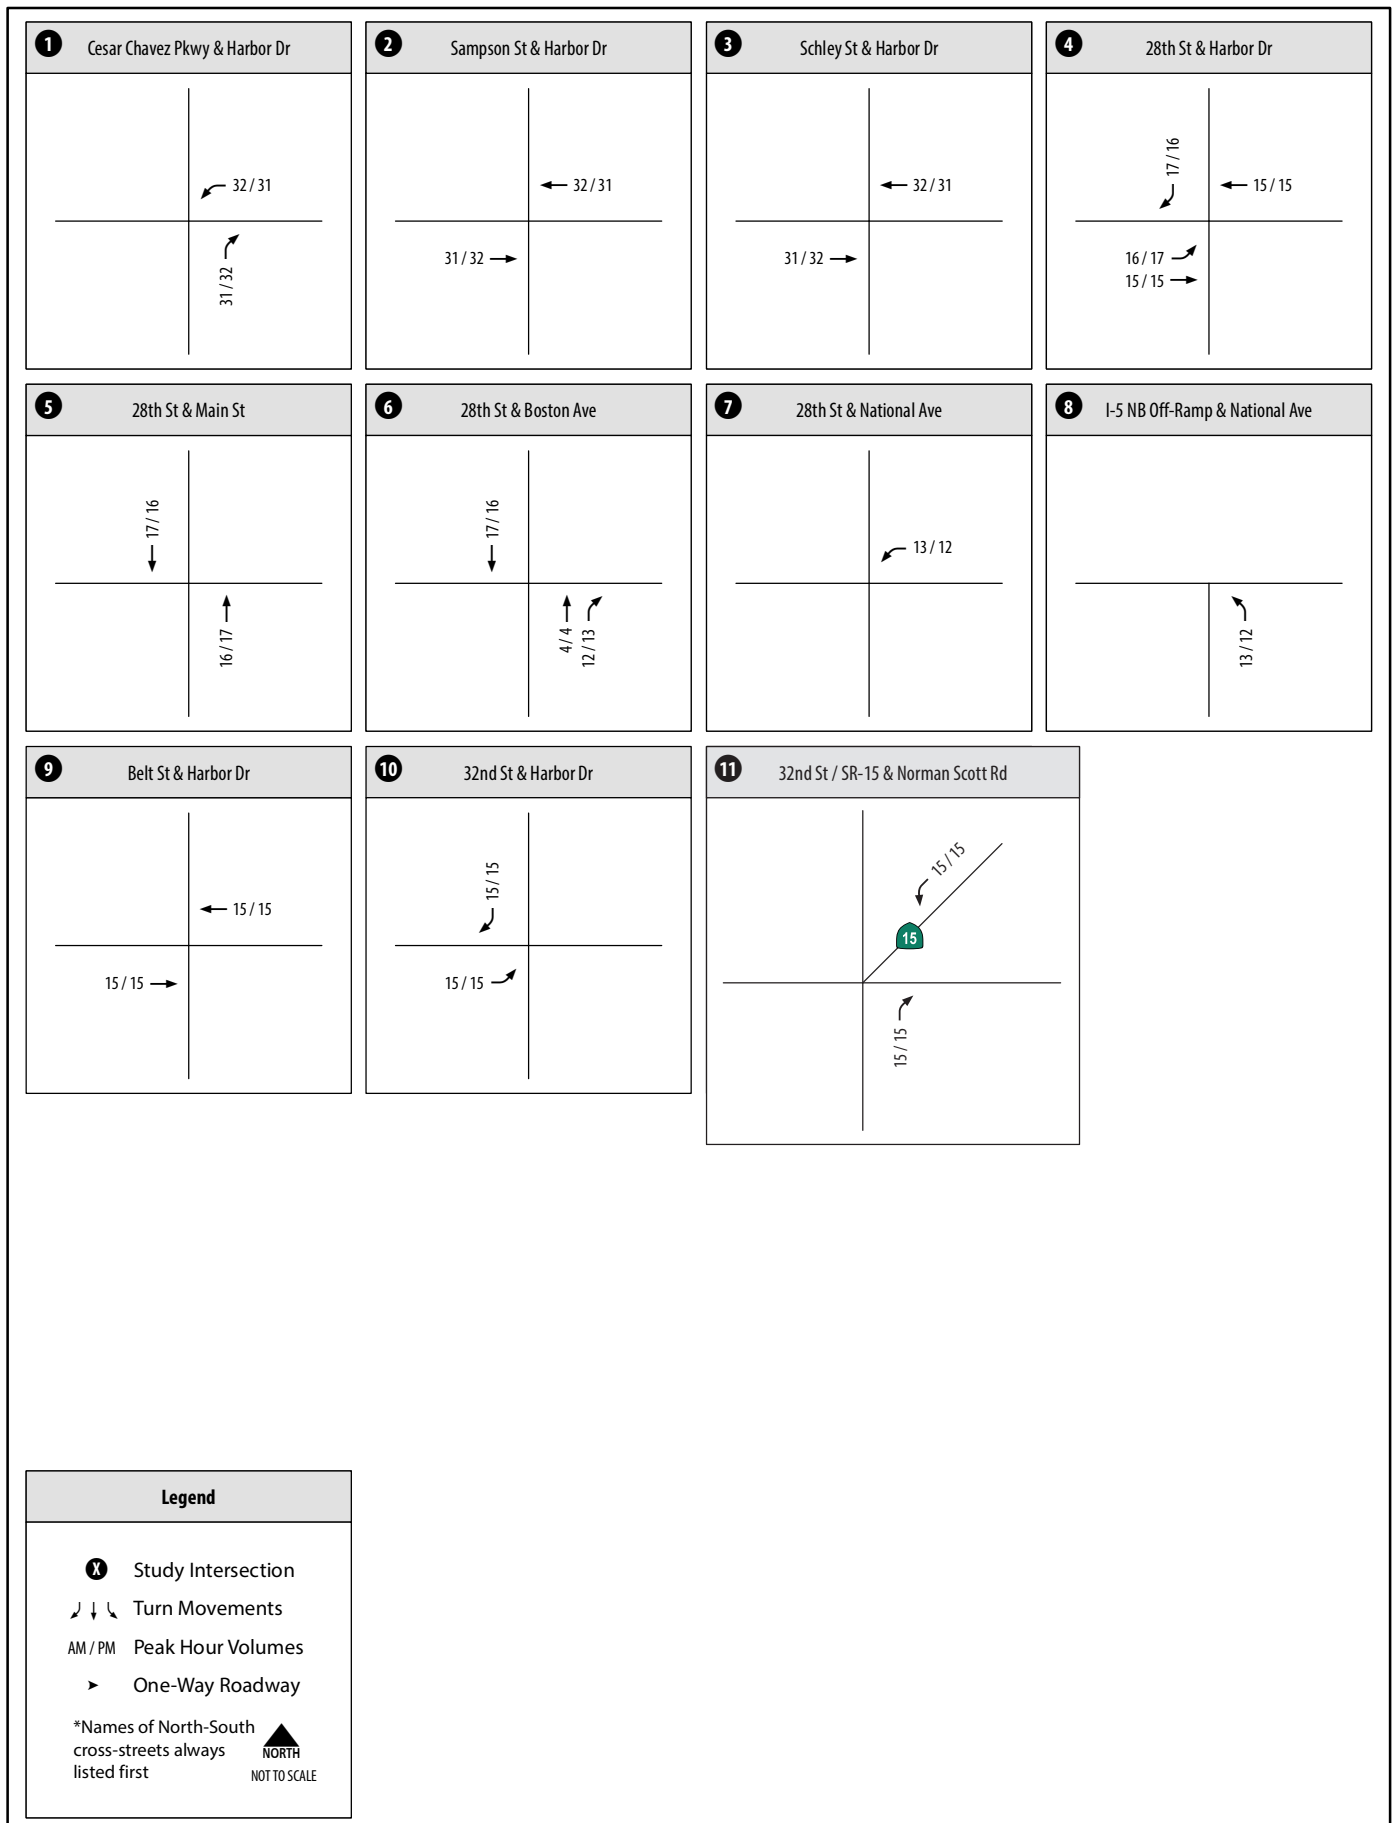 1 Cesar Chavez Pkwy & Harbor Dr
32 / 31
31 / 32
2 Sampson St & Harbor Dr
32 / 31
31 / 32
3 Schley St & Harbor Dr
32 / 31
31 / 32
4 28th St & Harbor Dr
17 / 16
15 / 15
16 / 17
15 / 15
5 28th St & Main St
17 / 16
16 / 17
6 28th St & Boston Ave
17 / 16
4 / 4
12 / 13
7 28th St & National Ave
13 / 12
8 I-5 NB Off-Ramp & National Ave
13 / 12
9 Belt St & Harbor Dr
15 / 15
15 / 15
10 32nd St & Harbor Dr
15 / 15
15 / 15
11 32nd St / SR-15 & Norman Scott Rd
15 / 15
15
15 / 15
Legend
X Study Intersection
Turn Movements
AM / PM Peak Hour Volumes
One-Way Roadway
*Names of North-South
cross-streets always
listed first
NORTH
NOT TO SCALE